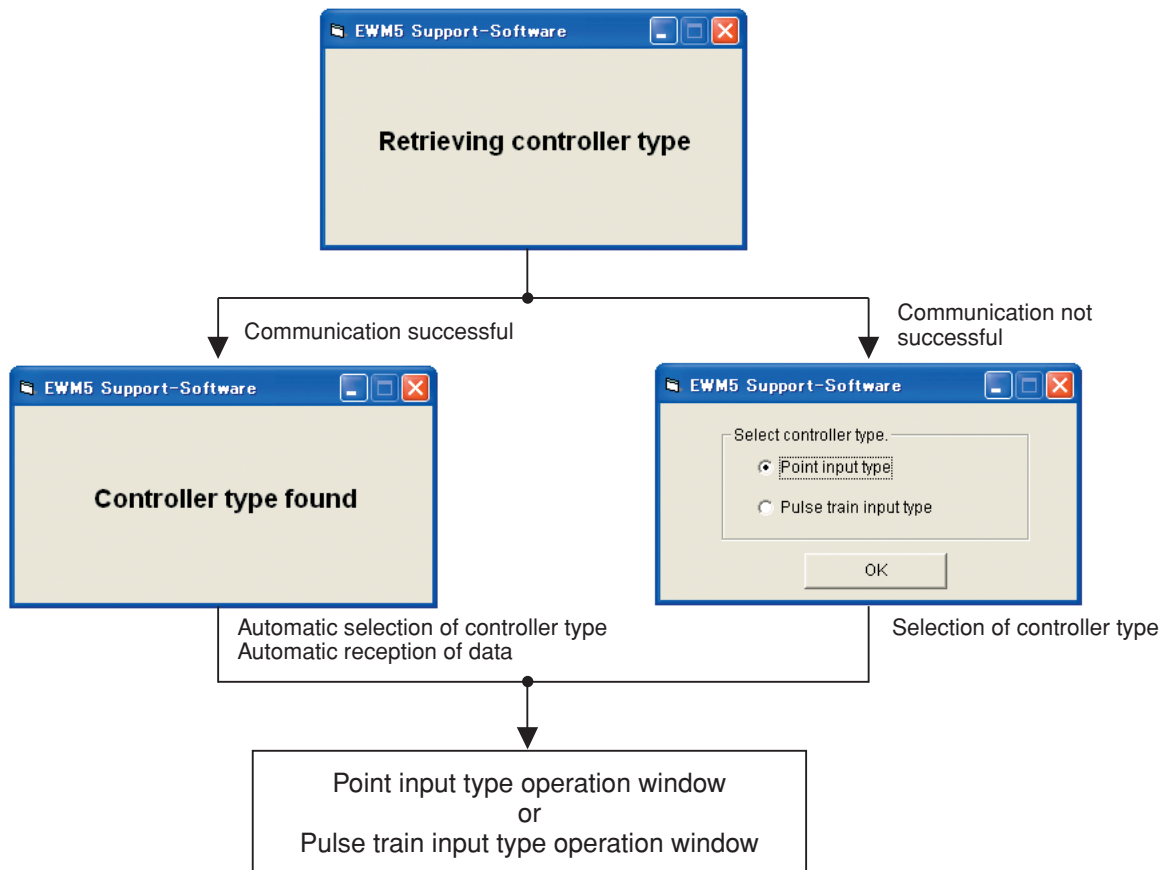 EWM5 Support-Software
Retrieving controller type
Communication successful
Communication not
successful
EWM5 Support-Software
Controller type found
EWM5 Support-Software
Select controller type.
Point input type
Pulse train input type
OK
Automatic selection of controller type
Automatic reception of data
Selection of controller type
Point input type operation window
or
Pulse train input type operation window